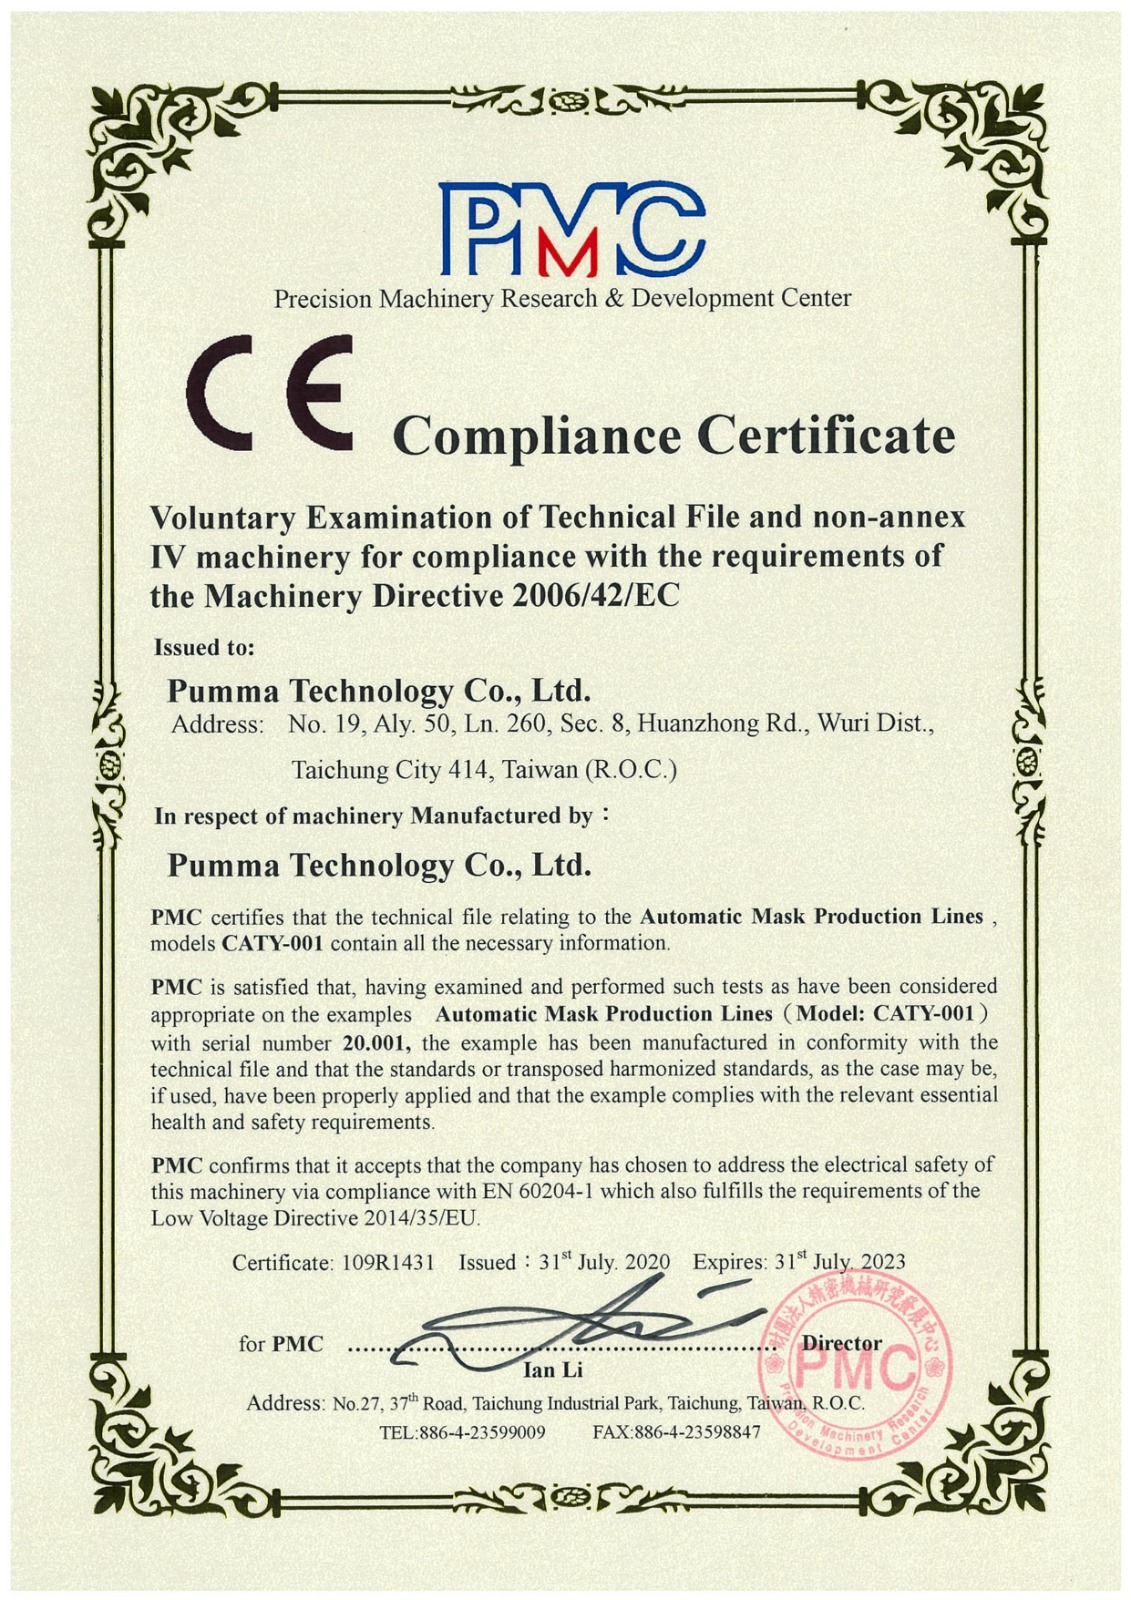 PMC
Precision Machinery Research & Development Center
CE
Compliance Certificate
Voluntary Examination of Technical File and non-annex
IV machinery for compliance with the requirements of
the Machinery Directive 2006/42/EC
Issued to:
Pumma Technology Co., Ltd.
Address: No. 19, Aly. 50, Ln. 260, Sec. 8, Huanzhong Rd., Wuri Dist.,
Taichung City 414, Taiwan (R.O.C.)
In respect of machinery Manufactured by：
Pumma Technology Co., Ltd.
PMC certifies that the technical file relating to the Automatic Mask Production Lines ,
models CATY-001 contain all the necessary information.
PMC is satisfied that, having examined and performed such tests as have been considered
appropriate on the examples Automatic Mask Production Lines（Model: CATY-001）
with serial number 20.001, the example has been manufactured in conformity with the
technical file and that the standards or transposed harmonized standards, as the case may be,
if used, have been properly applied and that the example complies with the relevant essential
health and safety requirements.
PMC confirms that it accepts that the company has chosen to address the electrical safety of
this machinery via compliance with EN 60204-1 which also fulfills the requirements of the
Low Voltage Directive 2014/35/EU.
Certificate: 109R1431 Issued：31st July. 2020 Expires: 31st July. 2023
for PMC ........................................................ Director
Ian Li
Address: No.27, 37th Road, Taichung Industrial Park, Taichung, Taiwan, R.O.C.
TEL:886-4-23599009 FAX:886-4-23598847
財團法人精密機械研究發展中心
PMC
Precision Machinery Research
Development Center